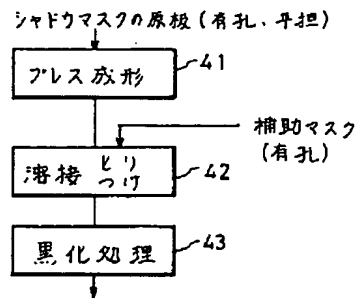 シャドウマスクの原板(有孔、平担)
プレス成形
41
補助マスク
(有孔)
溶接 とり
つけ
42
黒化処理
43